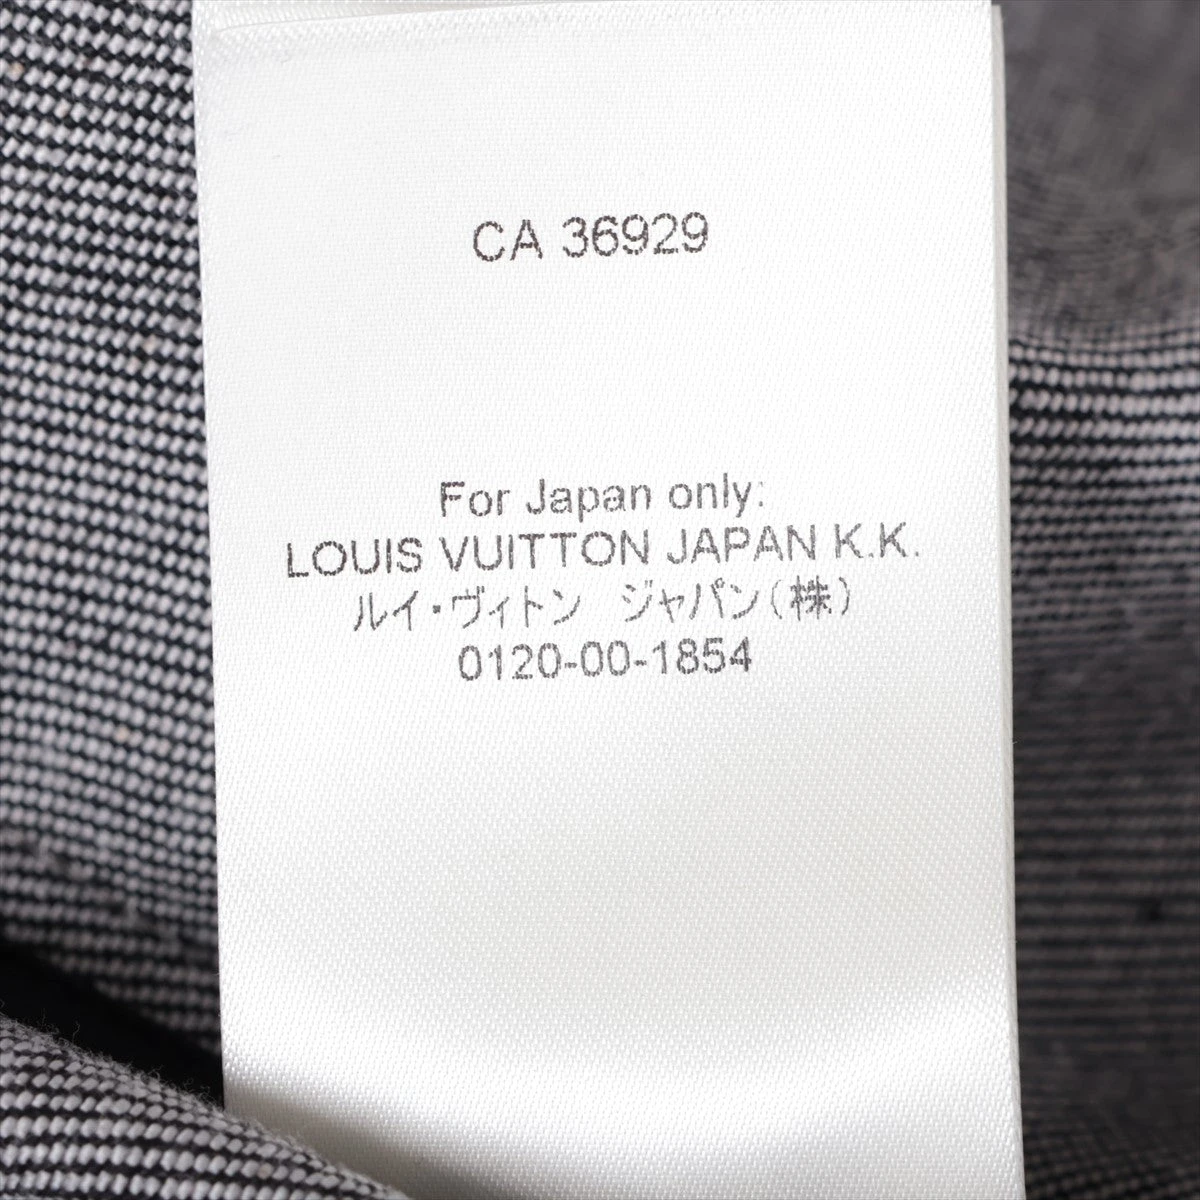 CA 36929
For Japan only:
LOUIS VUITTON JAPAN K.K.
ルイ・ヴィトン　ジャパン(株)
0120-00-1854